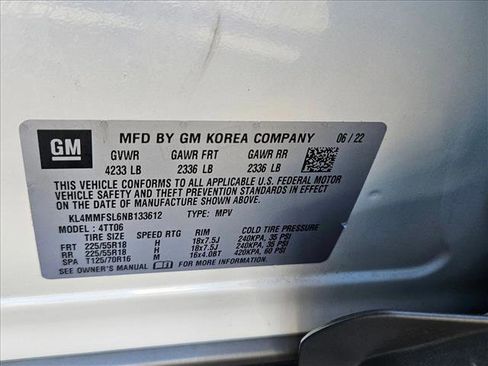 GM MFD BY GM KOREA COMPANY 06/22
GVWR GAWR FRT GAWR RR
4233 LB 2336 LB 2336 LB
THIS VEHICLE CONFORMS TO ALL APPLICABLE U.S. FEDERAL MOTOR
VEHICLE SAFETY AND THEFT PREVENTION STANDARDS IN EFFECT ON THE
DATE OF MANUFACTURE SHOWN ABOVE.
KL4MMFSL6NB133612 TYPE: MPV
MODEL: 4TT06
TIRE SIZE SPEED RTG RIM COLD TIRE PRESSURE
FRT 225/55R18 H 18x7.5J 240KPA, 35 PSI
RR 225/55R18 H 18x7.5J 240KPA, 35 PSI
SPA T125/70R16 M 16x4.0BT 420KPA, 60 PSI
SEE OWNER'S MANUAL FOR MORE INFORMATION.